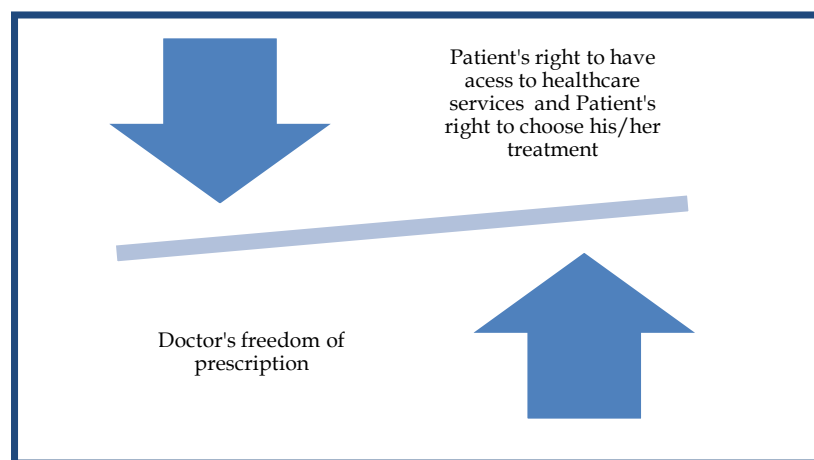 Patient's right to have
acess to healthcare
services and Patient's
right to choose his/her
treatment
Doctor's freedom of
prescription